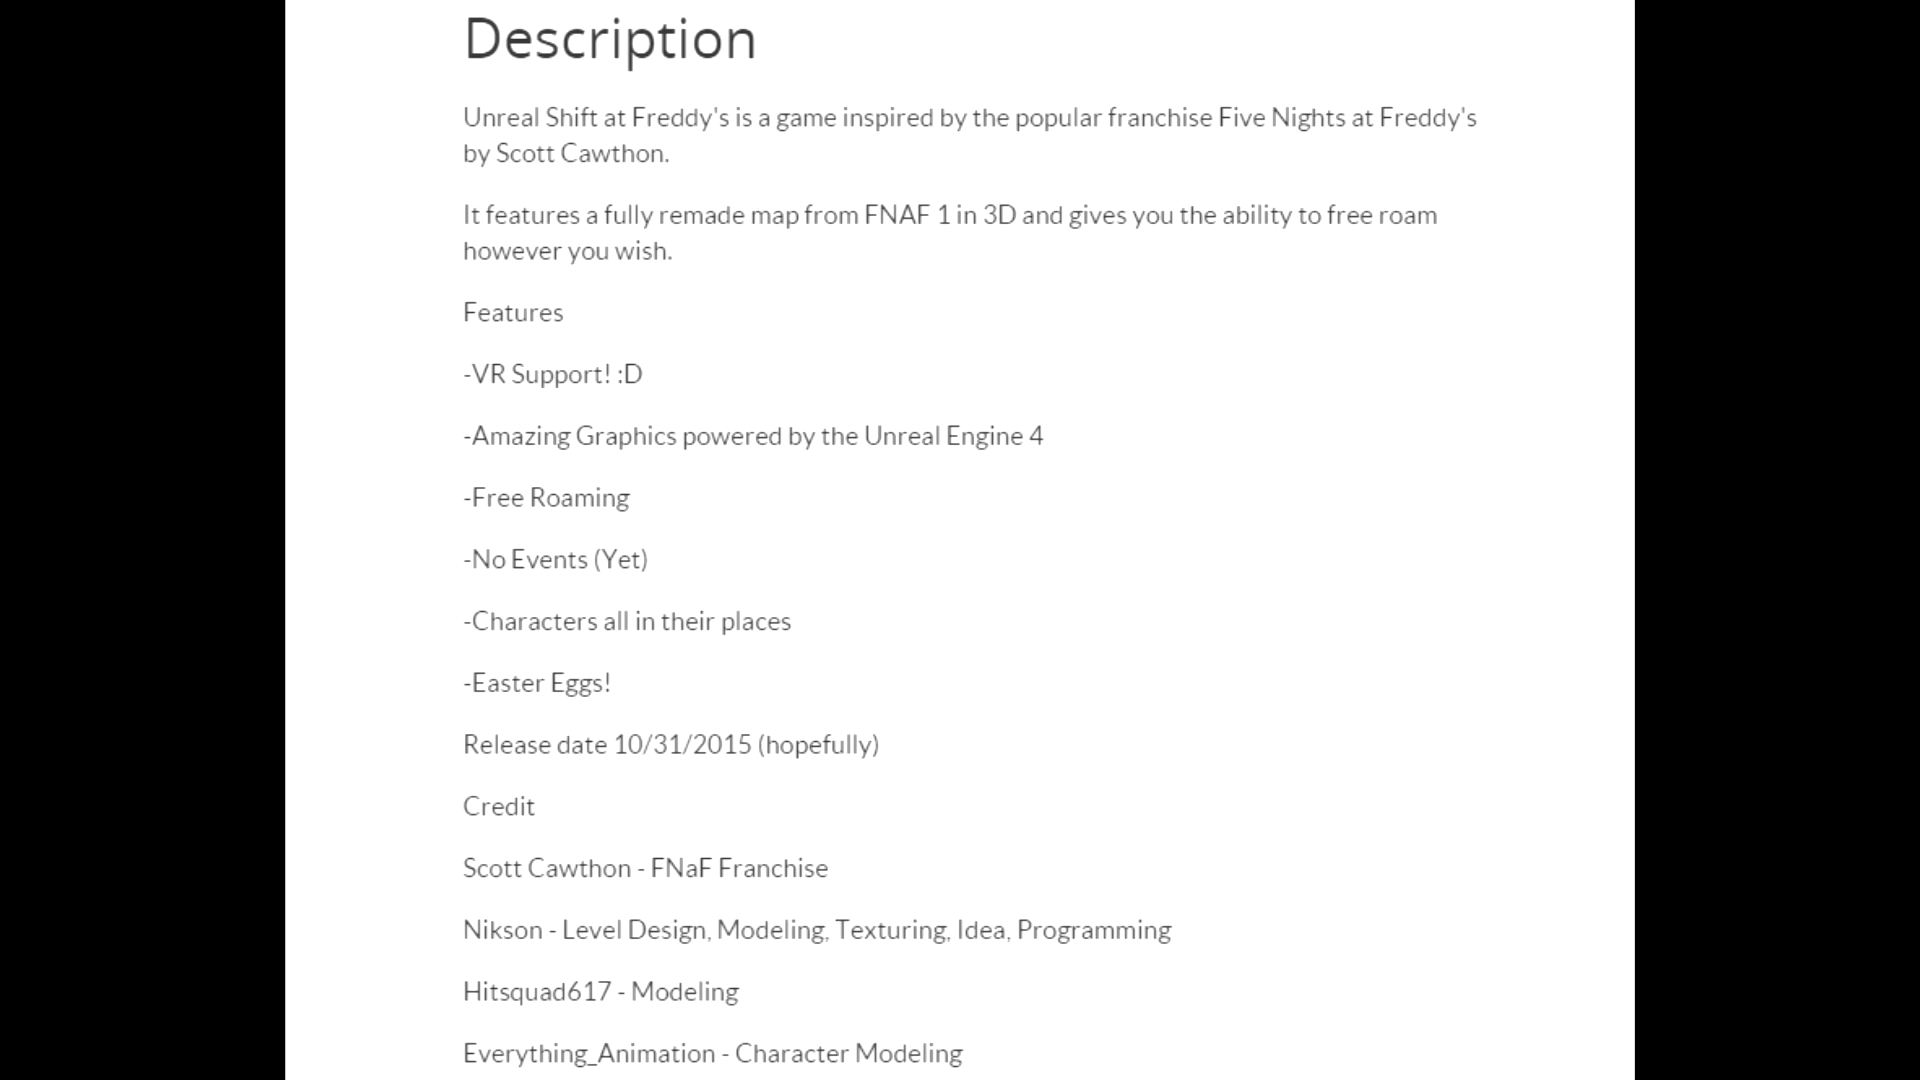 Description
Unreal Shift at Freddy's is a game inspired by the popular franchise Five Nights at Freddy's
by Scott Cawthon.
It features a fully remade map from FNAF 1 in 3D and gives you the ability to free roam
however you wish.
Features
-VR Support! :D
-Amazing Graphics powered by the Unreal Engine 4
-Free Roaming
-No Events (Yet)
-Characters all in their places
-Easter Eggs!
Release date 10/31/2015 (hopefully)
Credit
Scott Cawthon - FNaF Franchise
Nikson - Level Design, Modeling, Texturing, Idea, Programming
Hitsquad617 - Modeling
Everything_Animation - Character Modeling